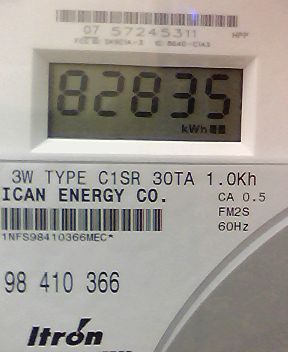 07 57245311
82835
kWh
3W TYPE C1SR 30TA 1.0Kh
ICAN ENERGY CO.
CA 0.5
FM2S
60Hz
1NFS98410366MEC*
98 410 366
Itrón